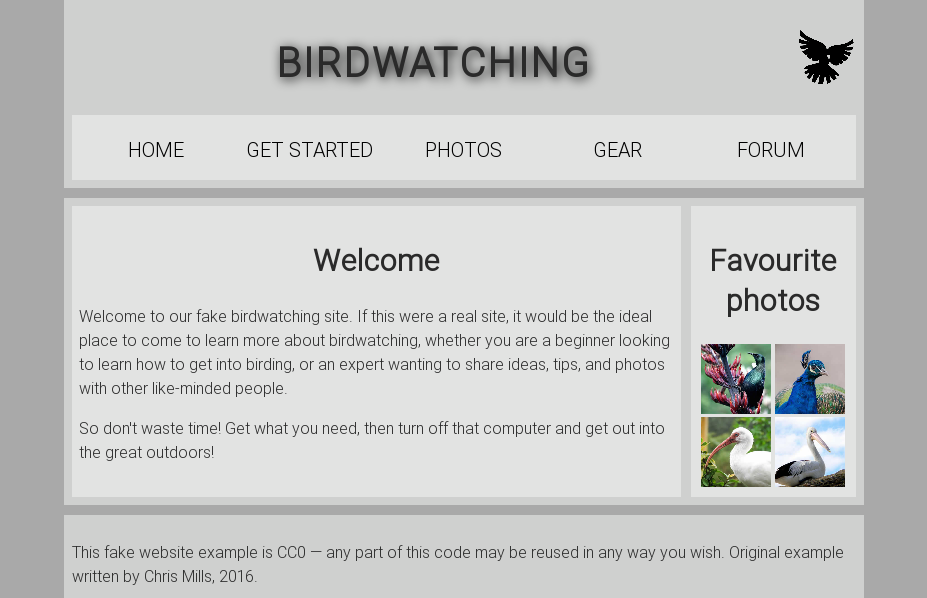 BIRDWATCHING
HOME GET STARTED PHOTOS GEAR FORUM
Welcome
Welcome to our fake birdwatching site. If this were a real site, it would be the ideal
place to come to learn more about birdwatching, whether you are a beginner looking
to learn how to get into birding, or an expert wanting to share ideas, tips, and photos
with other like-minded people.
So don't waste time! Get what you need, then turn off that computer and get out into
the great outdoors!
Favourite
photos
This fake website example is CC0 — any part of this code may be reused in any way you wish. Original example
written by Chris Mills, 2016.